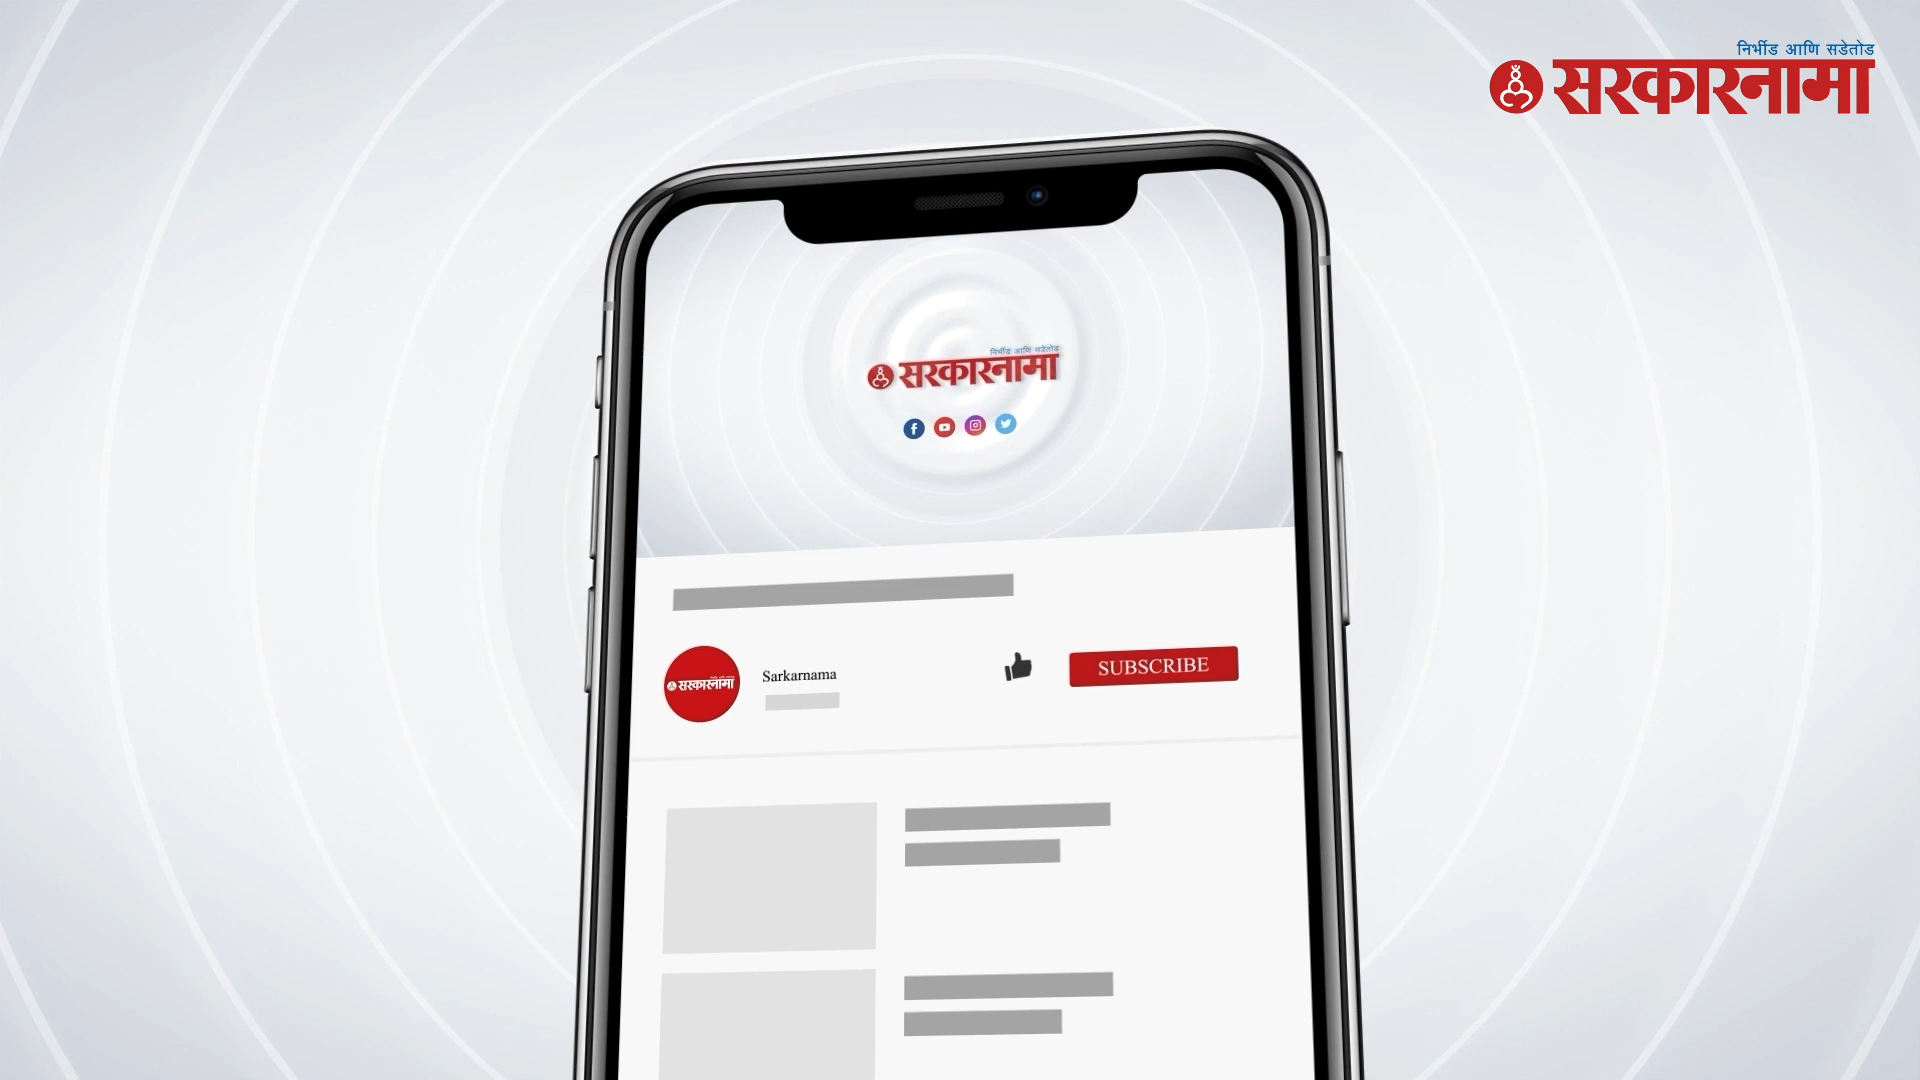 निर्भीड आणि सडेतोड
सरकारनामा
निर्भीड आणि सडेतोड
सरकारनामा
सरकारनामा
Sarkarnama
SUBSCRIBE